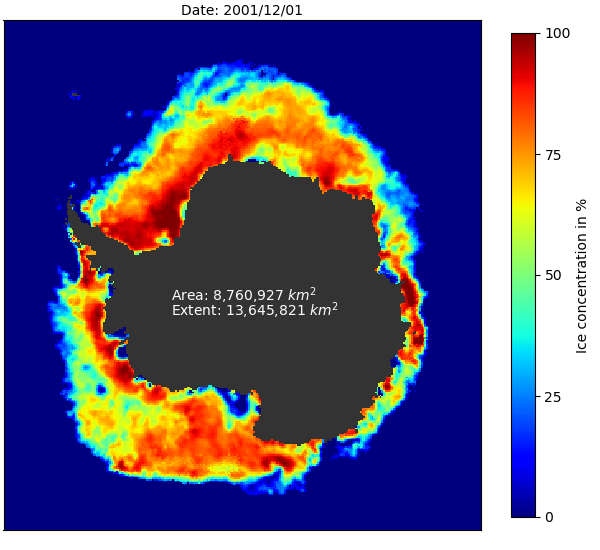 Date: 2001/12/01
Area: 8,760,927 km²
Extent: 13,645,821 km²
100
75
50
25
0
Ice concentration in %